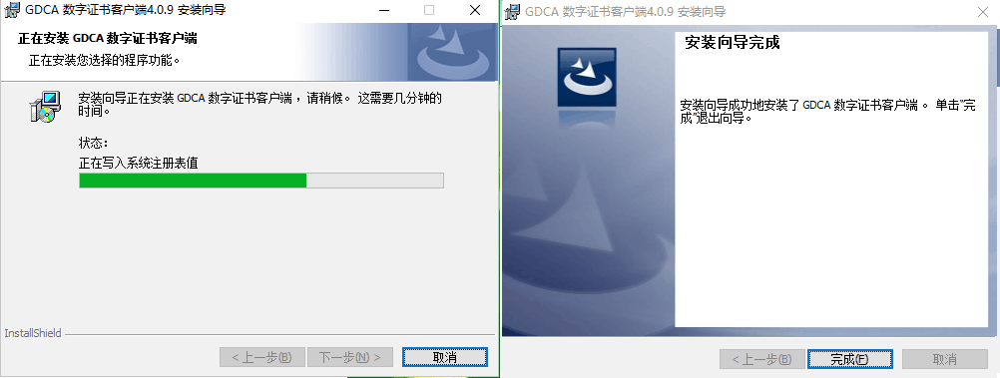 GDCA 数字证书客户端4.0.9 安装向导
正在安装 GDCA 数字证书客户端
正在安装您选择的程序功能。
安装向导正在安装 GDCA 数字证书客户端 ，请稍候。 这需要几分钟的
时间。
状态：
正在写入系统注册表值
InstallShield
< 上一步(B)
下一步(N) >
取消
GDCA 数字证书客户端4.0.9 安装向导
安装向导完成
安装向导成功地安装了 GDCA 数字证书客户端 。 单击"完
成"退出向导。
< 上一步(B)
完成(F)
取消